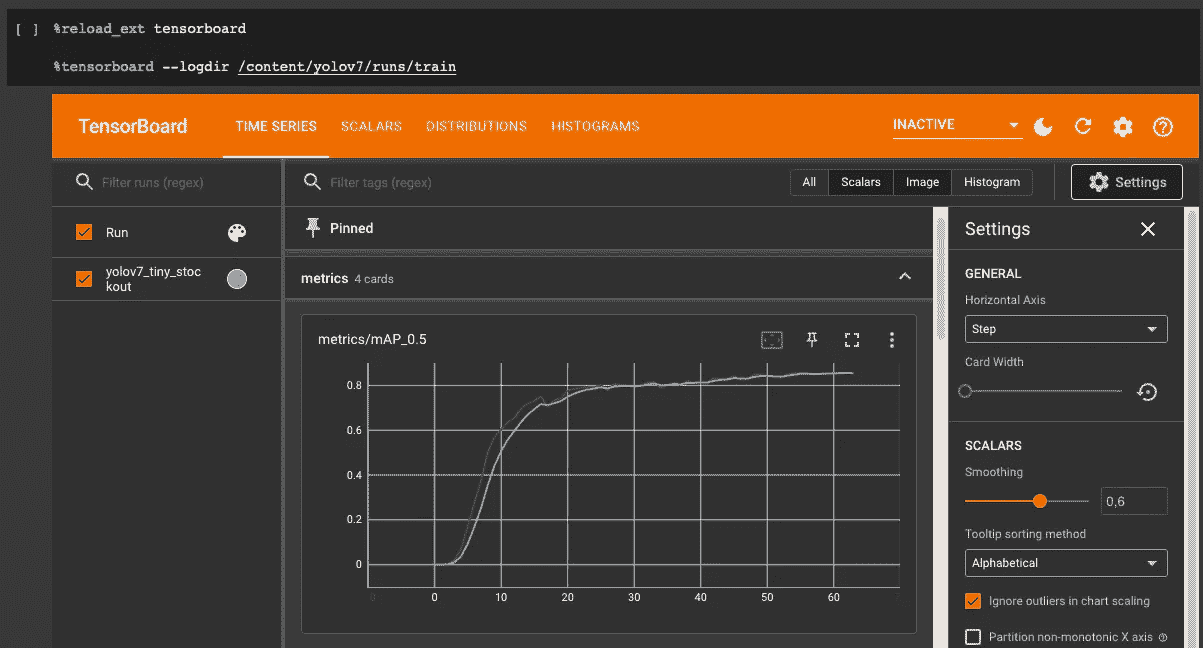 [ ] %reload_ext tensorboard
%tensorboard --logdir /content/yolov7/runs/train
TensorBoard
TIME SERIES
SCALARS
DISTRIBUTIONS
HISTOGRAMS
INACTIVE
Filter runs (regex)
Filter tags (regex)
All
Scalars
Image
Histogram
Settings
Run
yolov7_tiny_stoc
kout
Pinned
metrics 4 cards
metrics/mAP_0.5
0.8
0.6
0.4
0.2
0
0 10 20 30 40 50 60
Settings
GENERAL
Horizontal Axis
Step
Card Width
SCALARS
Smoothing
0,6
Tooltip sorting method
Alphabetical
Ignore outliers in chart scaling
Partition non-monotonic X axis